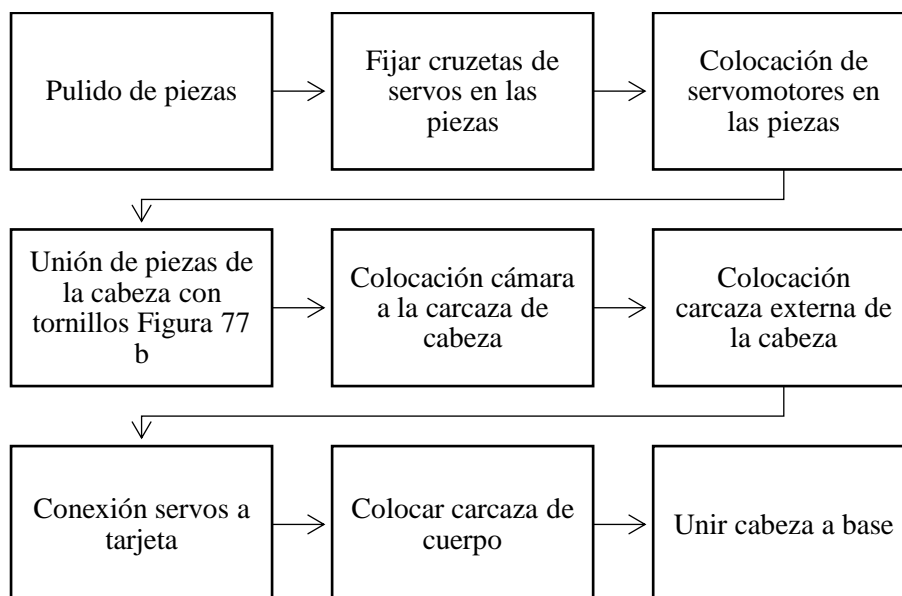 Pulido de piezas
Fijar cruzetas de
servos en las
piezas
Colocación de
servomotores en
las piezas
Unión de piezas de
la cabeza con
tornillos Figura 77
b
Colocación cámara
a la carcaza de
cabeza
Colocación
carcaza externa de
la cabeza
Conexión servos a
tarjeta
Colocar carcaza de
cuerpo
Unir cabeza a base